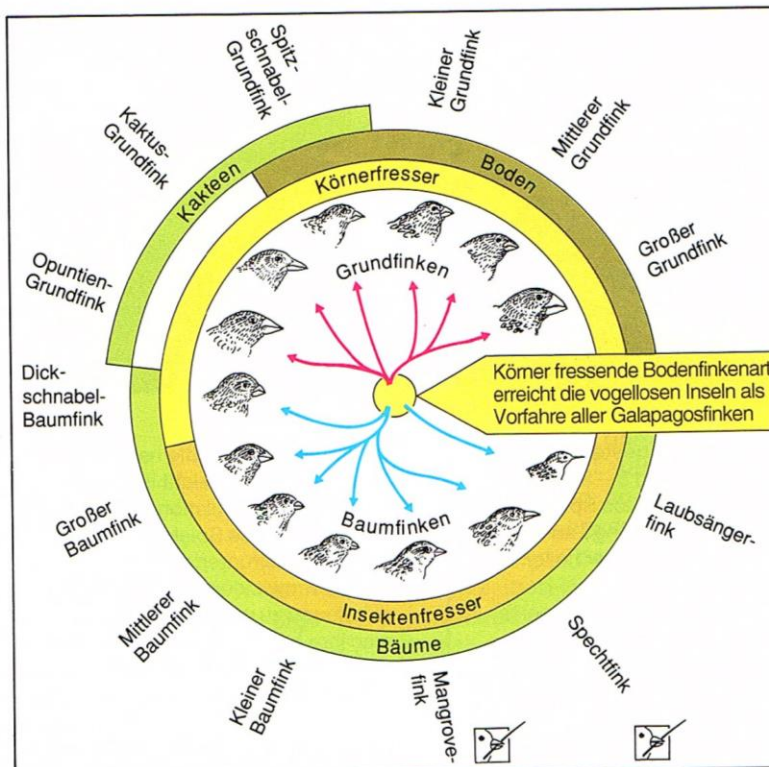 Spitz-
schnabel-
Grundfink
Kleiner
Grundfink
Mittlerer
Grundfink
Großer
Grundfink
Kaktus-
Grundfink
Opuntien-
Grundfink
Kakteen
Boden
Körnerfresser
Grundfinken
Körner fressende Bodenfinkenart
erreicht die vogellosen Inseln als
Vorfahre aller Galapagosfinken
Dick-
schnabel-
Baumfink
Großer
Baumfink
Mittlerer
Baumfink
Kleiner
Baumfink
Mangrove-
fink
Spechtfink
Laubsänger-
fink
Baumfinken
Insektenfresser
Bäume